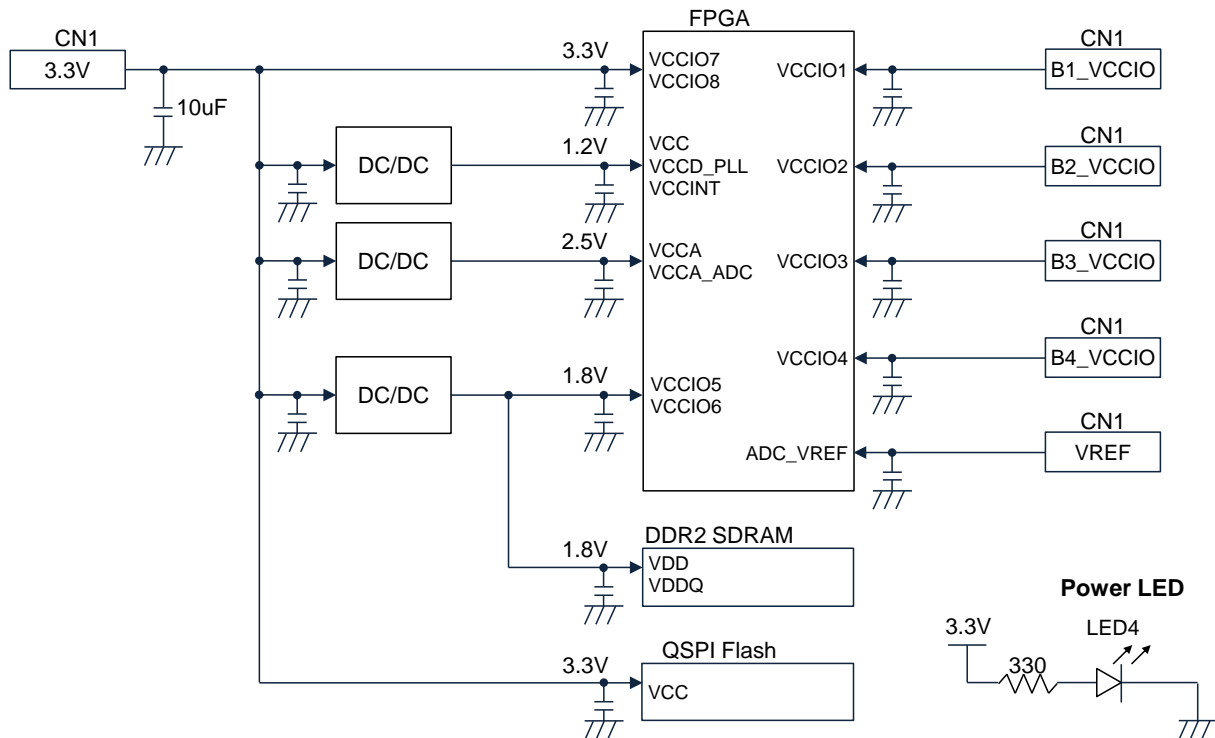 FPGA
CN1
3.3V
10uF
3.3V
VCCIO7
VCCIO8
DC/DC
1.2V
VCC
VCCD_PLL
VCCINT
DC/DC
2.5V
VCCA
VCCA_ADC
DC/DC
1.8V
VCCIO5
VCCIO6
VCCIO1
CN1
B1_VCCIO
VCCIO2
CN1
B2_VCCIO
VCCIO3
CN1
B3_VCCIO
VCCIO4
CN1
B4_VCCIO
ADC_VREF
CN1
VREF
DDR2 SDRAM
1.8V
VDD
VDDQ
QSPI Flash
3.3V
VCC
Power LED
3.3V
LED4
330